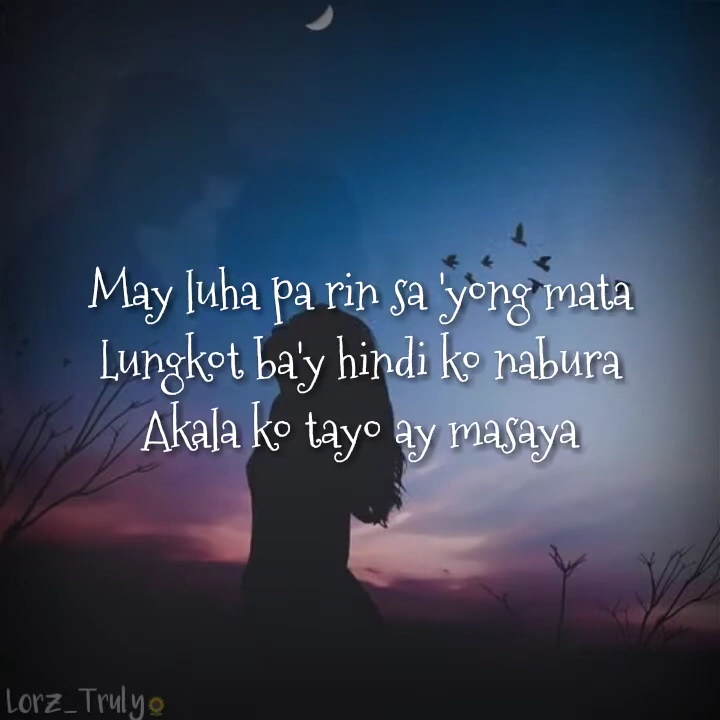 May luha pa rin sa 'yong mata
Lungkot ba'y hindi ko nabura
Akala ko tayo ay masaya
Lorz_Truly